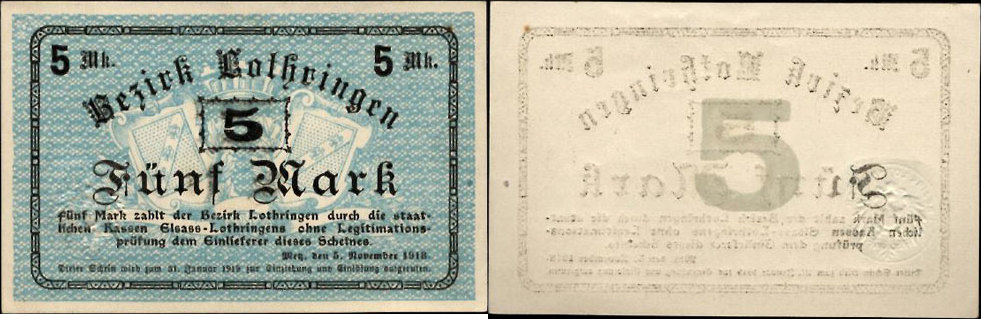 5 Mk.
5 Mk.
Bezirk Lothringen
5
Fünf Mark
Fünf Mark zahlt der Bezirk Lothringen durch die staat-
lichen Kassen Elsass-Lothringens ohne Legitimations-
prüfung dem Einlieferer dieses Scheines.
Metz, den 5. November 1918.
Dieser Schein wird zum 31. Januar 1919 zur Einziehung und Einlösung aufgerufen.
5